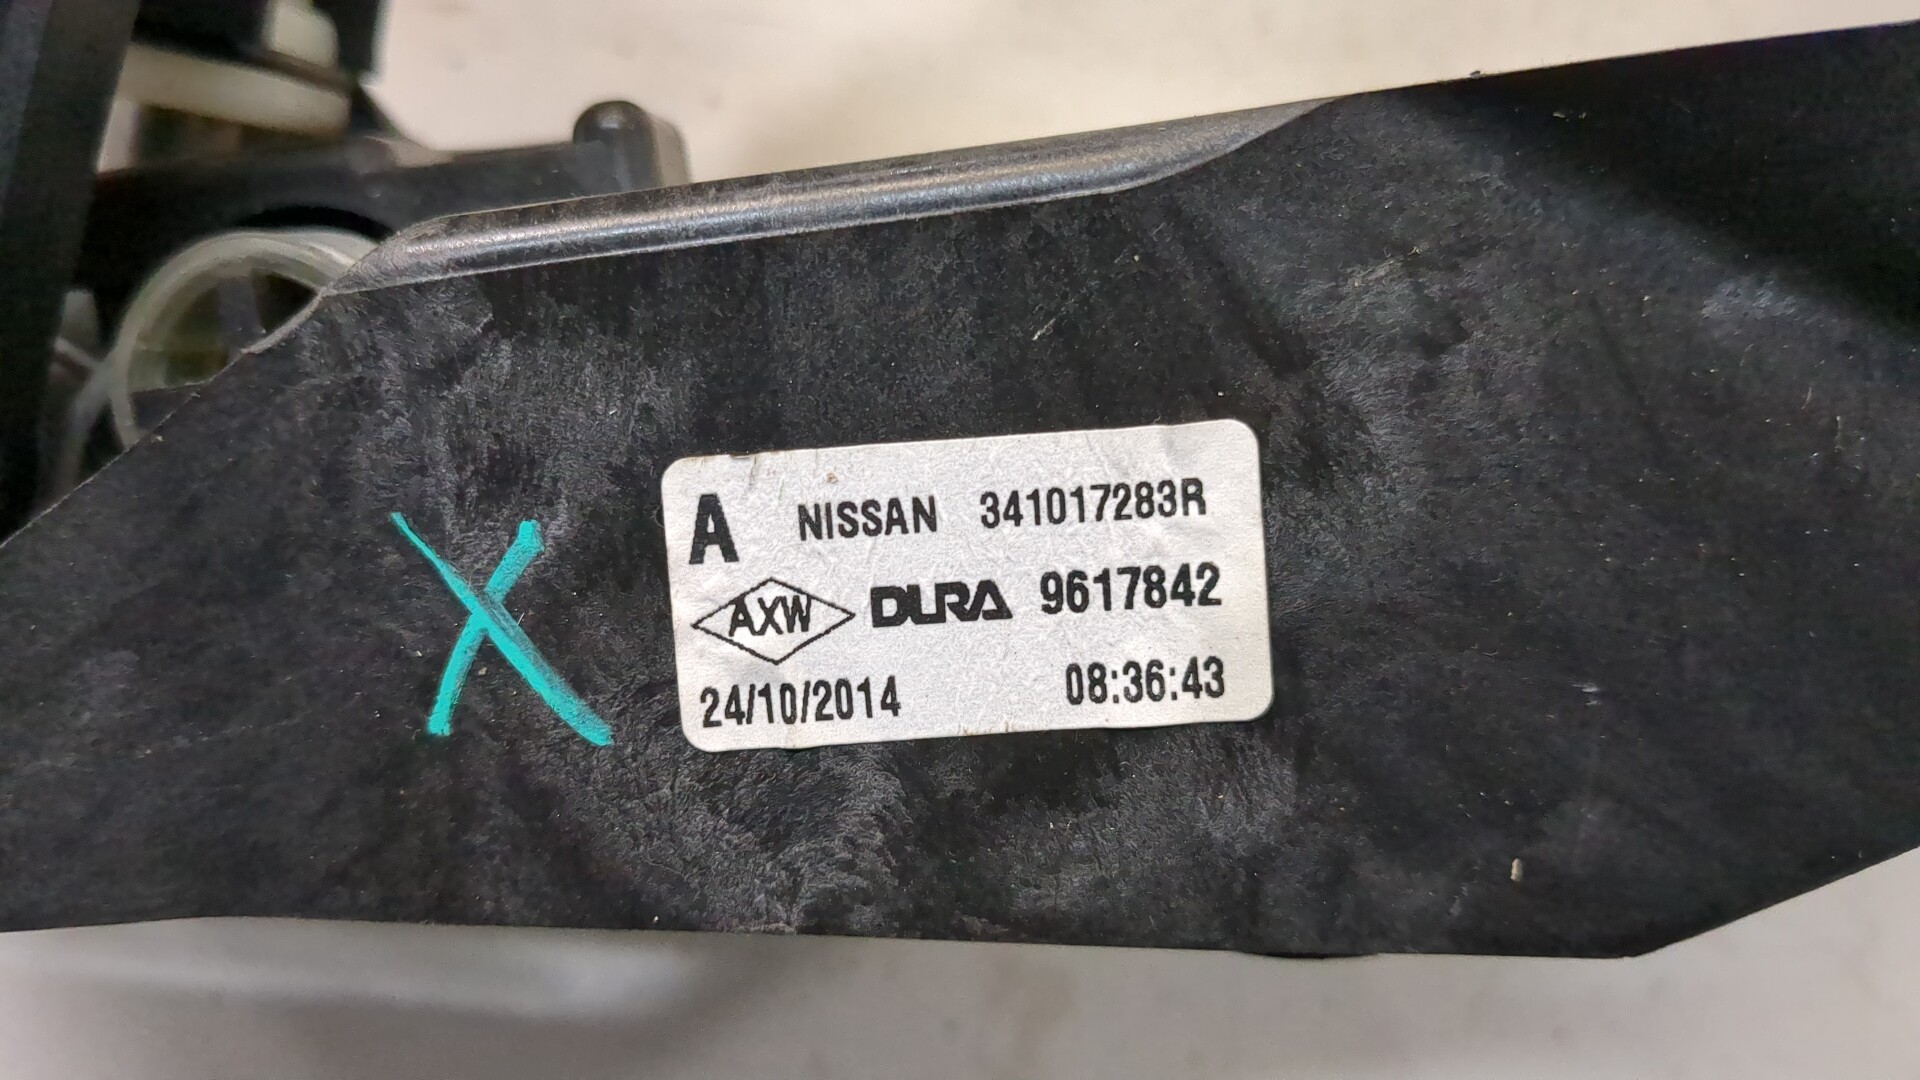 A NISSAN 341017283R
AXW DURA 9617842
24/10/2014 08:36:43
X